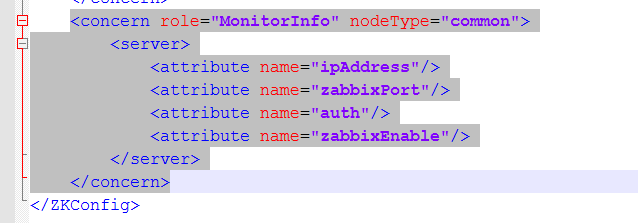 </concern>
<concern role="MonitorInfo" nodeType="common">
<server>
<attribute name="ipAddress"/>
<attribute name="zabbixPort"/>
<attribute name="auth"/>
<attribute name="zabbixEnable"/>
</server>
</concern>
</ZKConfig>